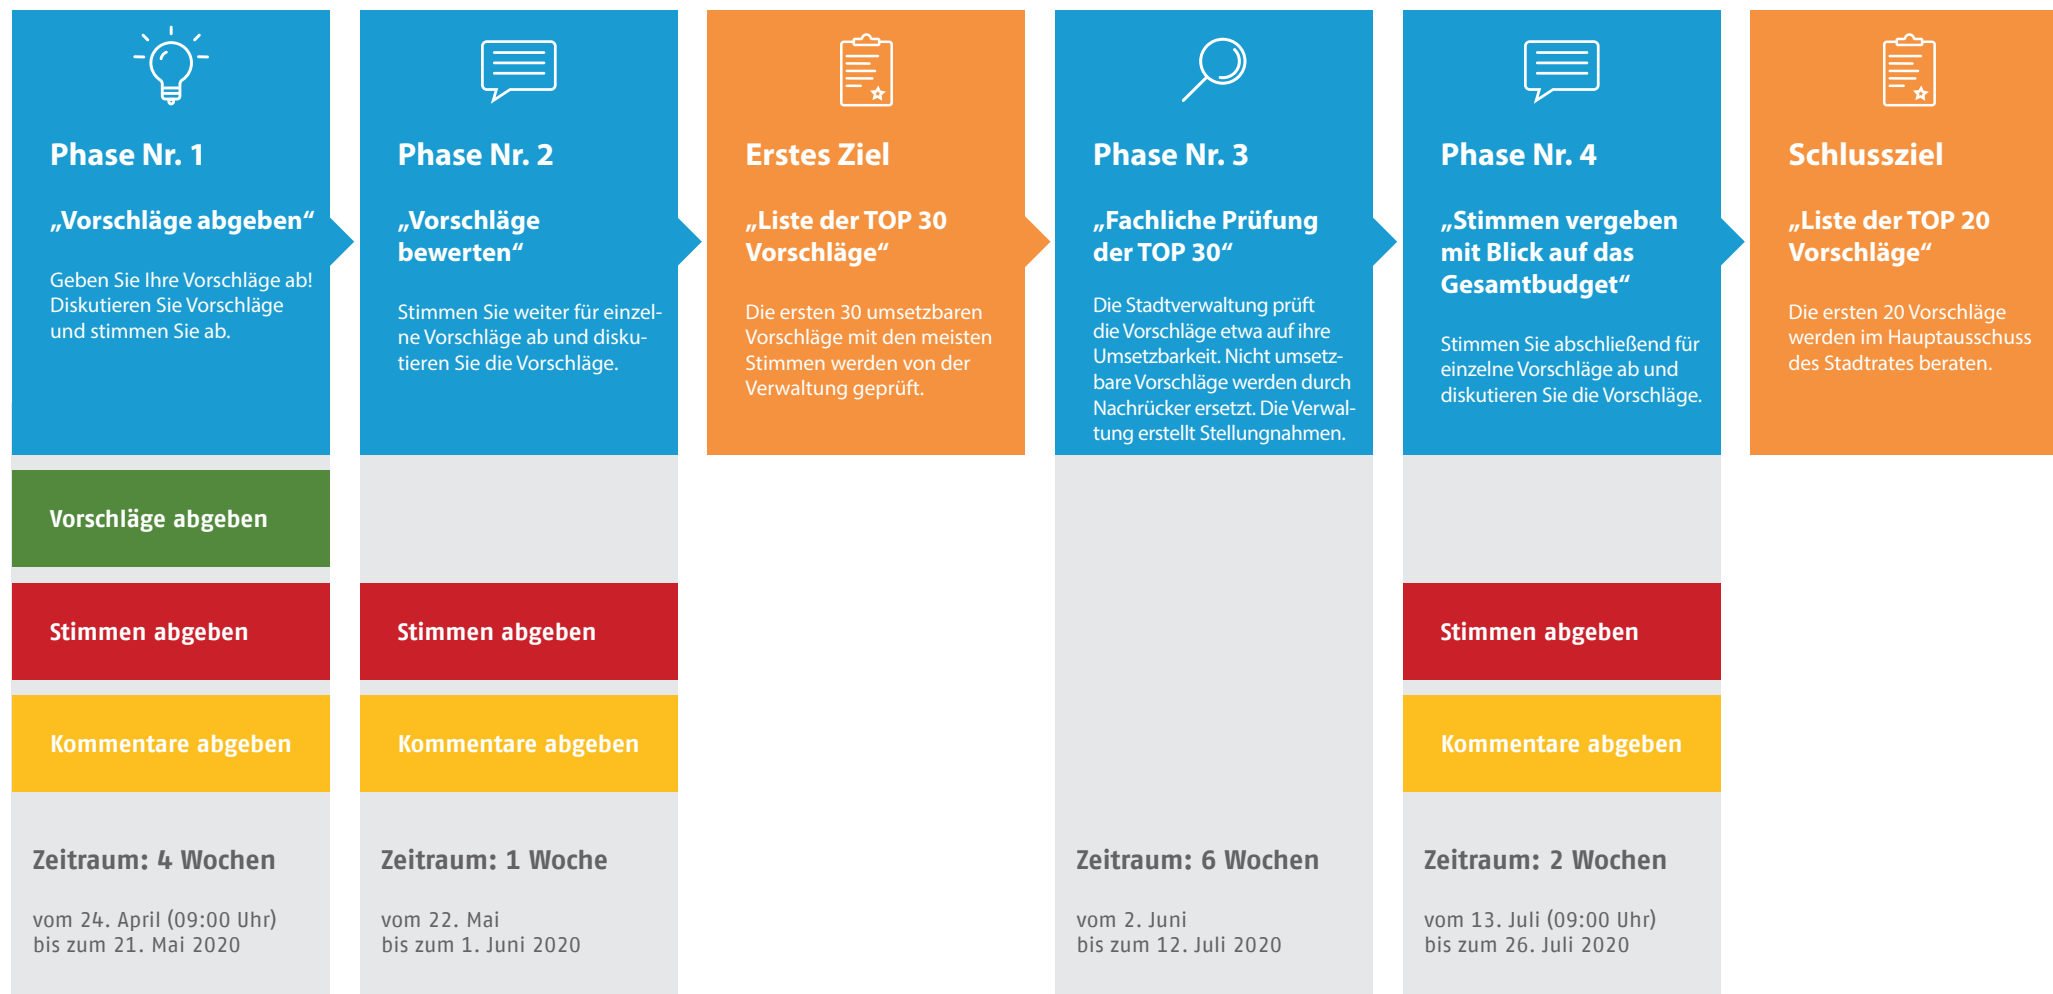 Phase Nr. 1
„Vorschläge abgeben“
Geben Sie Ihre Vorschläge ab!
Diskutieren Sie Vorschläge
und stimmen Sie ab.
Vorschläge abgeben
Stimmen abgeben
Kommentare abgeben
Zeitraum: 4 Wochen
vom 24. April (09:00 Uhr)
bis zum 21. Mai 2020
Phase Nr. 2
„Vorschläge
bewerten“
Stimmen Sie weiter für einzel-
ne Vorschläge ab und disku-
tieren Sie die Vorschläge.
Stimmen abgeben
Kommentare abgeben
Zeitraum: 1 Woche
vom 22. Mai
bis zum 1. Juni 2020
Erstes Ziel
„Liste der TOP 30
Vorschläge“
Die ersten 30 umsetzbaren
Vorschläge mit den meisten
Stimmen werden von der
Verwaltung geprüft.
Phase Nr. 3
„Fachliche Prüfung
der TOP 30“
Die Stadtverwaltung prüft
die Vorschläge etwa auf ihre
Umsetzbarkeit. Nicht umsetz-
bare Vorschläge werden durch
Nachrücker ersetzt. Die Verwal-
tung erstellt Stellungnahmen.
Zeitraum: 6 Wochen
vom 2. Juni
bis zum 12. Juli 2020
Phase Nr. 4
„Stimmen vergeben
mit Blick auf das
Gesamtbudget“
Stimmen Sie abschließend für
einzelne Vorschläge ab und
diskutieren Sie die Vorschläge.
Stimmen abgeben
Kommentare abgeben
Zeitraum: 2 Wochen
vom 13. Juli (09:00 Uhr)
bis zum 26. Juli 2020
Schlussziel
„Liste der TOP 20
Vorschläge“
Die ersten 20 Vorschläge
werden im Hauptausschuss
des Stadtrates beraten.